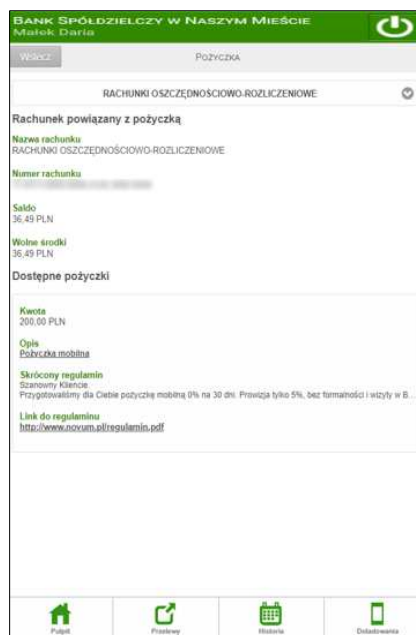 BANK SPÓŁDZIELCZY W NASZYM MIEŚCIE
Małek Daria
Wstecz
POŻYCZKA
RACHUNKI OSZCZĘDNOŚCIOWO-ROZLICZENIOWE
Rachunek powiązany z pożyczką
Nazwa rachunku
RACHUNKI OSZCZĘDNOŚCIOWO-ROZLICZENIOWE
Numer rachunku
Saldo
36,49 PLN
Wolne środki
36,49 PLN
Dostępne pożyczki
Kwota
200,00 PLN
Opis
Pożyczka mobilna
Skrócony regulamin
Szanowny Kliencie.
Przygotowaliśmy dla Ciebie pożyczkę mobilną 0% na 30 dni. Prowizja tylko 5%, bez formalności i wizyty w B...
Link do regulaminu
http://www.novum.pl/regulamin.pdf
Pulpit
Przelewy
Historia
Doładowania